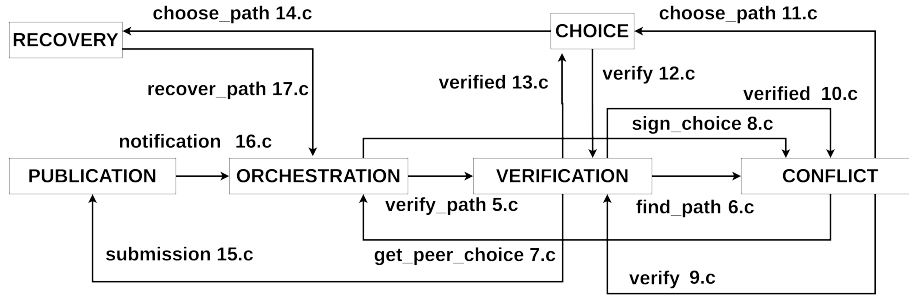 choose_path 14.c
choose_path 11.c
RECOVERY
CHOICE
recover_path 17.c
verified 13.c
verify 12.c
verified 10.c
sign_choice 8.c
notification 16.c
PUBLICATION
ORCHESTRATION
VERIFICATION
CONFLICT
verify_path 5.c
find_path 6.c
submission 15.c
get_peer_choice 7.c
verify 9.c